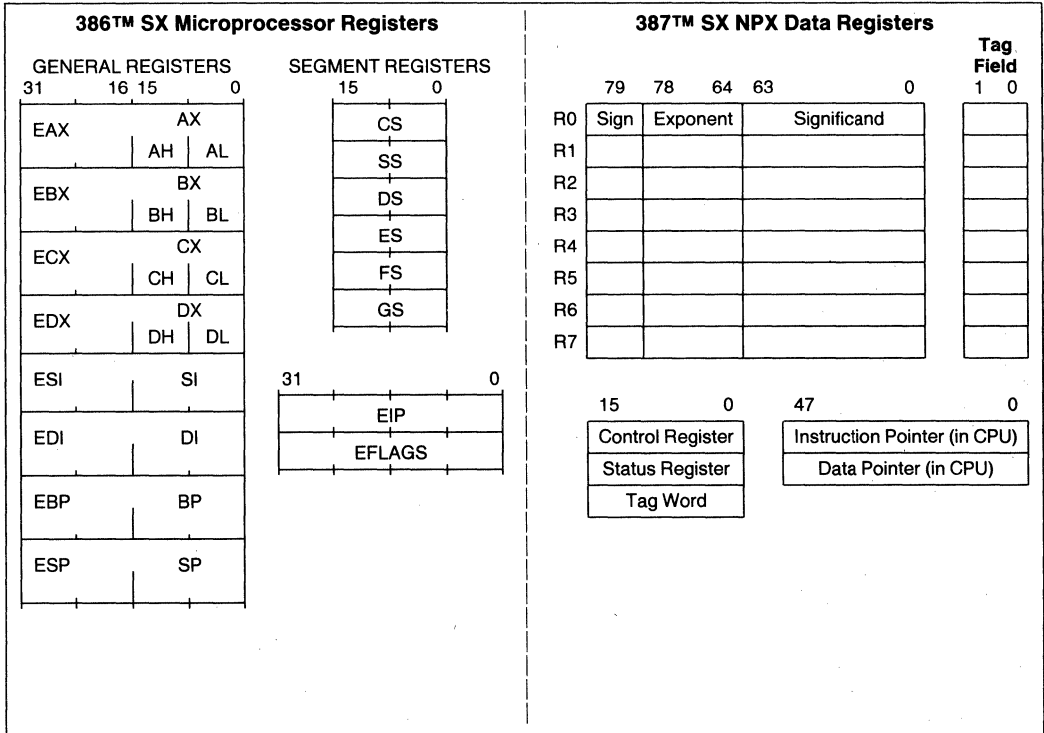 386™ SX Microprocessor Registers
GENERAL REGISTERS
31 16 15 0
EAX AX
AH AL
EBX BX
BH BL
ECX CX
CH CL
EDX DX
DH DL
ESI SI
EDI DI
EBP BP
ESP SP
SEGMENT REGISTERS
15 0
CS
SS
DS
ES
FS
GS
31 0
EIP
EFLAGS
387™ SX NPX Data Registers
Tag
Field
79 78 64 63 0 1 0
R0 Sign Exponent Significand
R1
R2
R3
R4
R5
R6
R7
15 0
Control Register
Status Register
Tag Word
47 0
Instruction Pointer (in CPU)
Data Pointer (in CPU)